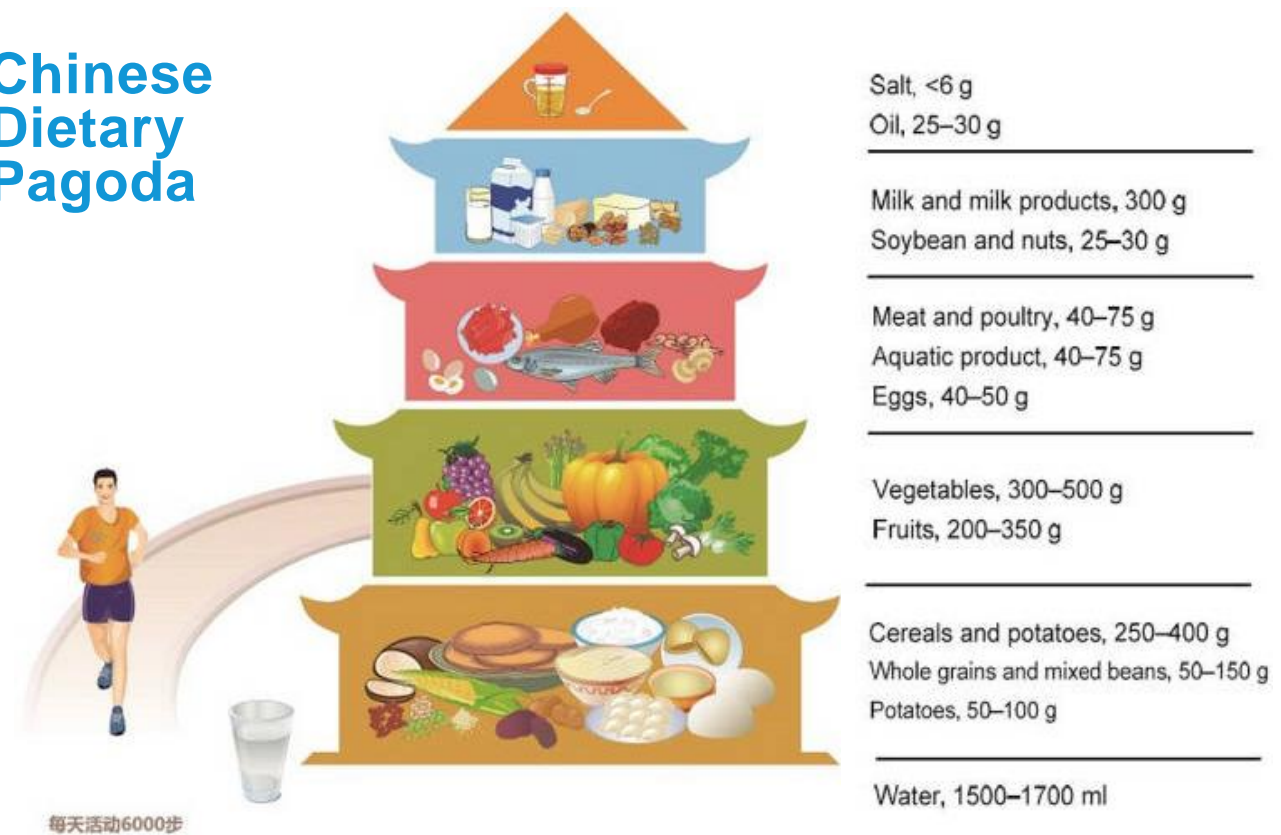 Chinese
Dietary
Pagoda
Salt, <6 g
Oil, 25–30 g
Milk and milk products, 300 g
Soybean and nuts, 25–30 g
Meat and poultry, 40–75 g
Aquatic product, 40–75 g
Eggs, 40–50 g
Vegetables, 300–500 g
Fruits, 200–350 g
Cereals and potatoes, 250–400 g
Whole grains and mixed beans, 50–150 g
Potatoes, 50–100 g
Water, 1500–1700 ml
每天活动6000步